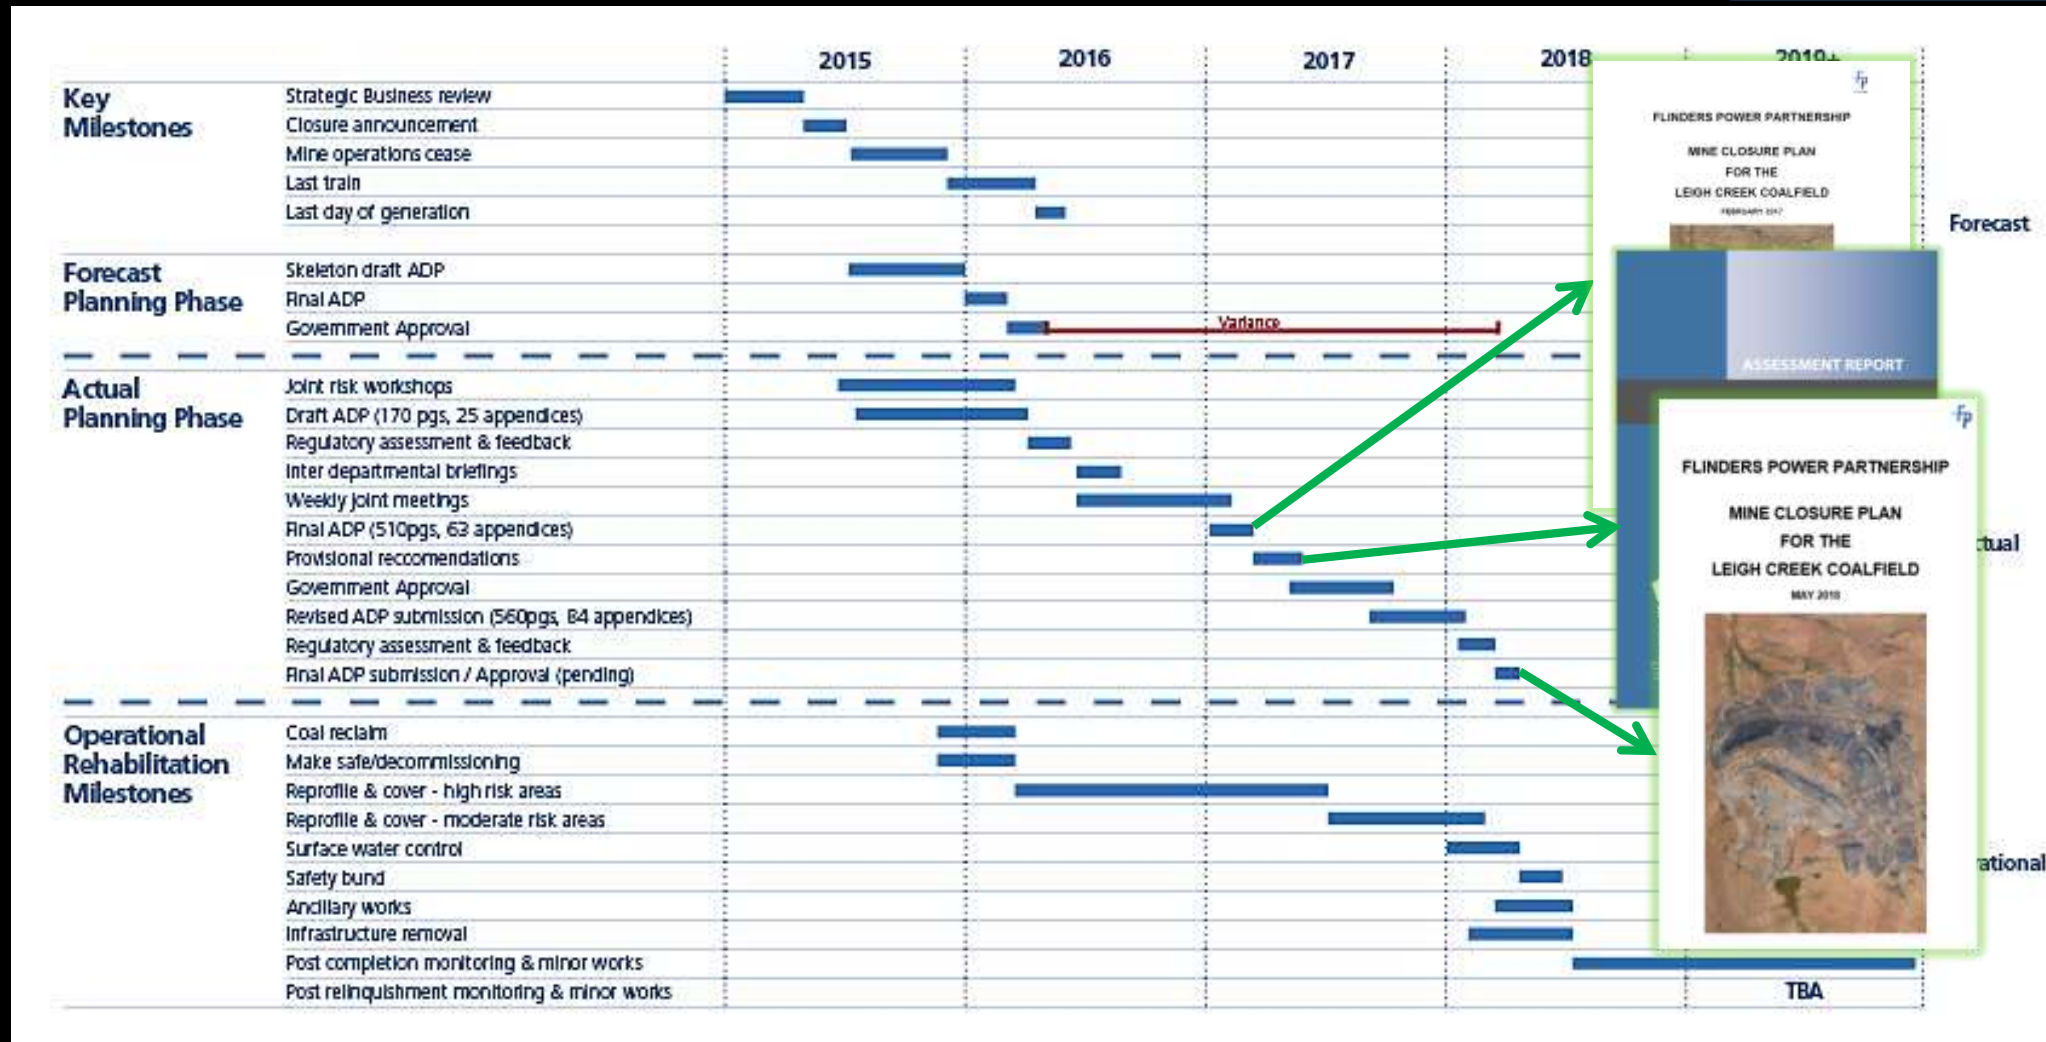 2015 2016 2017 2018 2019+
Key
Milestones
Strategic Business review
Closure announcement
Mine operations cease
Last train
Last day of generation
Forecast
Planning Phase
Skeleton draft ADP
Final ADP
Government Approval
Variance
Actual
Planning Phase
Joint risk workshops
Draft ADP (170 pgs, 25 appendices)
Regulatory assessment & feedback
Inter departmental briefings
Weekly joint meetings
Final ADP (510pgs, 63 appendices)
Provisional reccomendations
Government Approval
Revised ADP submission (560pgs, 84 appendices)
Regulatory assessment & feedback
Final ADP submission / Approval (pending)
Operational
Rehabilitation
Milestones
Coal reclaim
Make safe/decommissioning
Reprofile & cover - high risk areas
Reprofile & cover - moderate risk areas
Surface water control
Safety bund
Ancillary works
Infrastructure removal
Post completion monitoring & minor works
Post relinquishment monitoring & minor works
TBA
fp
FLINDERS POWER PARTNERSHIP
MINE CLOSURE PLAN
FOR THE
LEIGH CREEK COALFIELD
FEBRUARY 2017
ASSESSMENT REPORT
fp
FLINDERS POWER PARTNERSHIP
MINE CLOSURE PLAN
FOR THE
LEIGH CREEK COALFIELD
MAY 2018
Forecast
ctual
rational